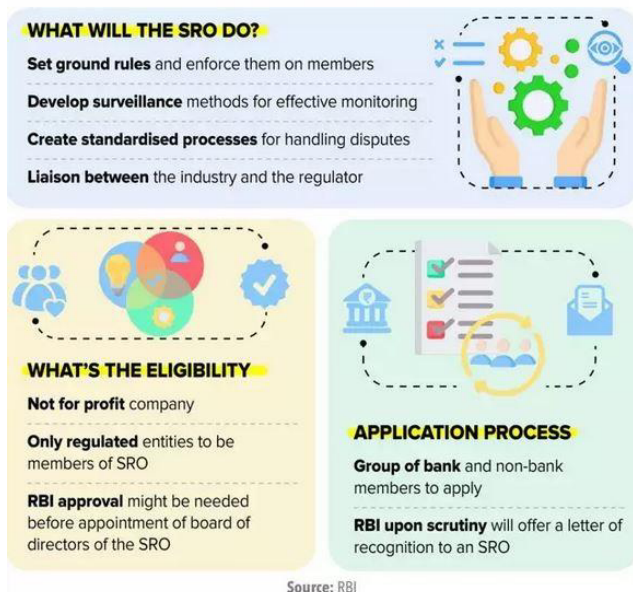 WHAT WILL THE SRO DO?
Set ground rules and enforce them on members
Develop surveillance methods for effective monitoring
Create standardised processes for handling disputes
Liaison between the industry and the regulator
WHAT'S THE ELIGIBILITY
Not for profit company
Only regulated entities to be
members of SRO
RBI approval might be needed
before appointment of board of
directors of the SRO
APPLICATION PROCESS
Group of bank and non-bank
members to apply
RBI upon scrutiny will offer a letter of
recognition to an SRO
Source: RBI